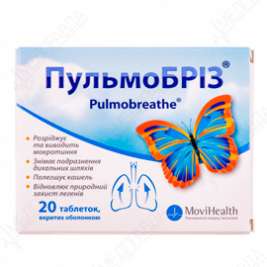 ПульмоБРІЗ®
Pulmobreathe®
• Розріджує
та виводить
мокротиння
• Знімає подразнення
дихальних шляхів
• Полегшує кашель
• Відновлює природний
захист легенів
20 таблеток,
вкритих оболонкою
MoviHealth